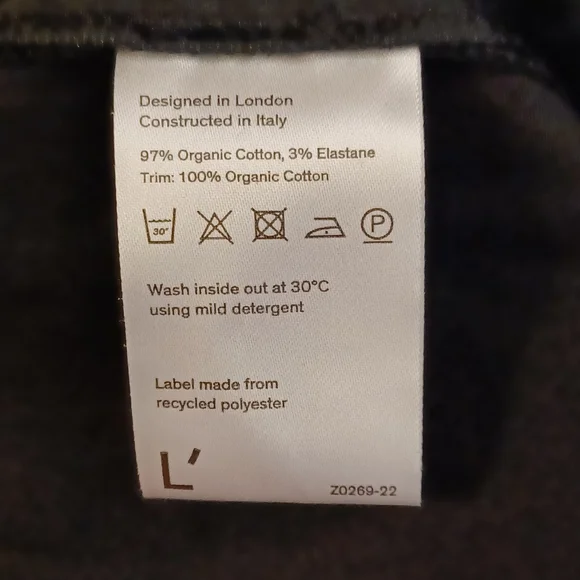 Designed in London
Constructed in Italy
97% Organic Cotton, 3% Elastane
Trim: 100% Organic Cotton
30°
P
Wash inside out at 30°C
using mild detergent
Label made from
recycled polyester
L′
Z0269-22